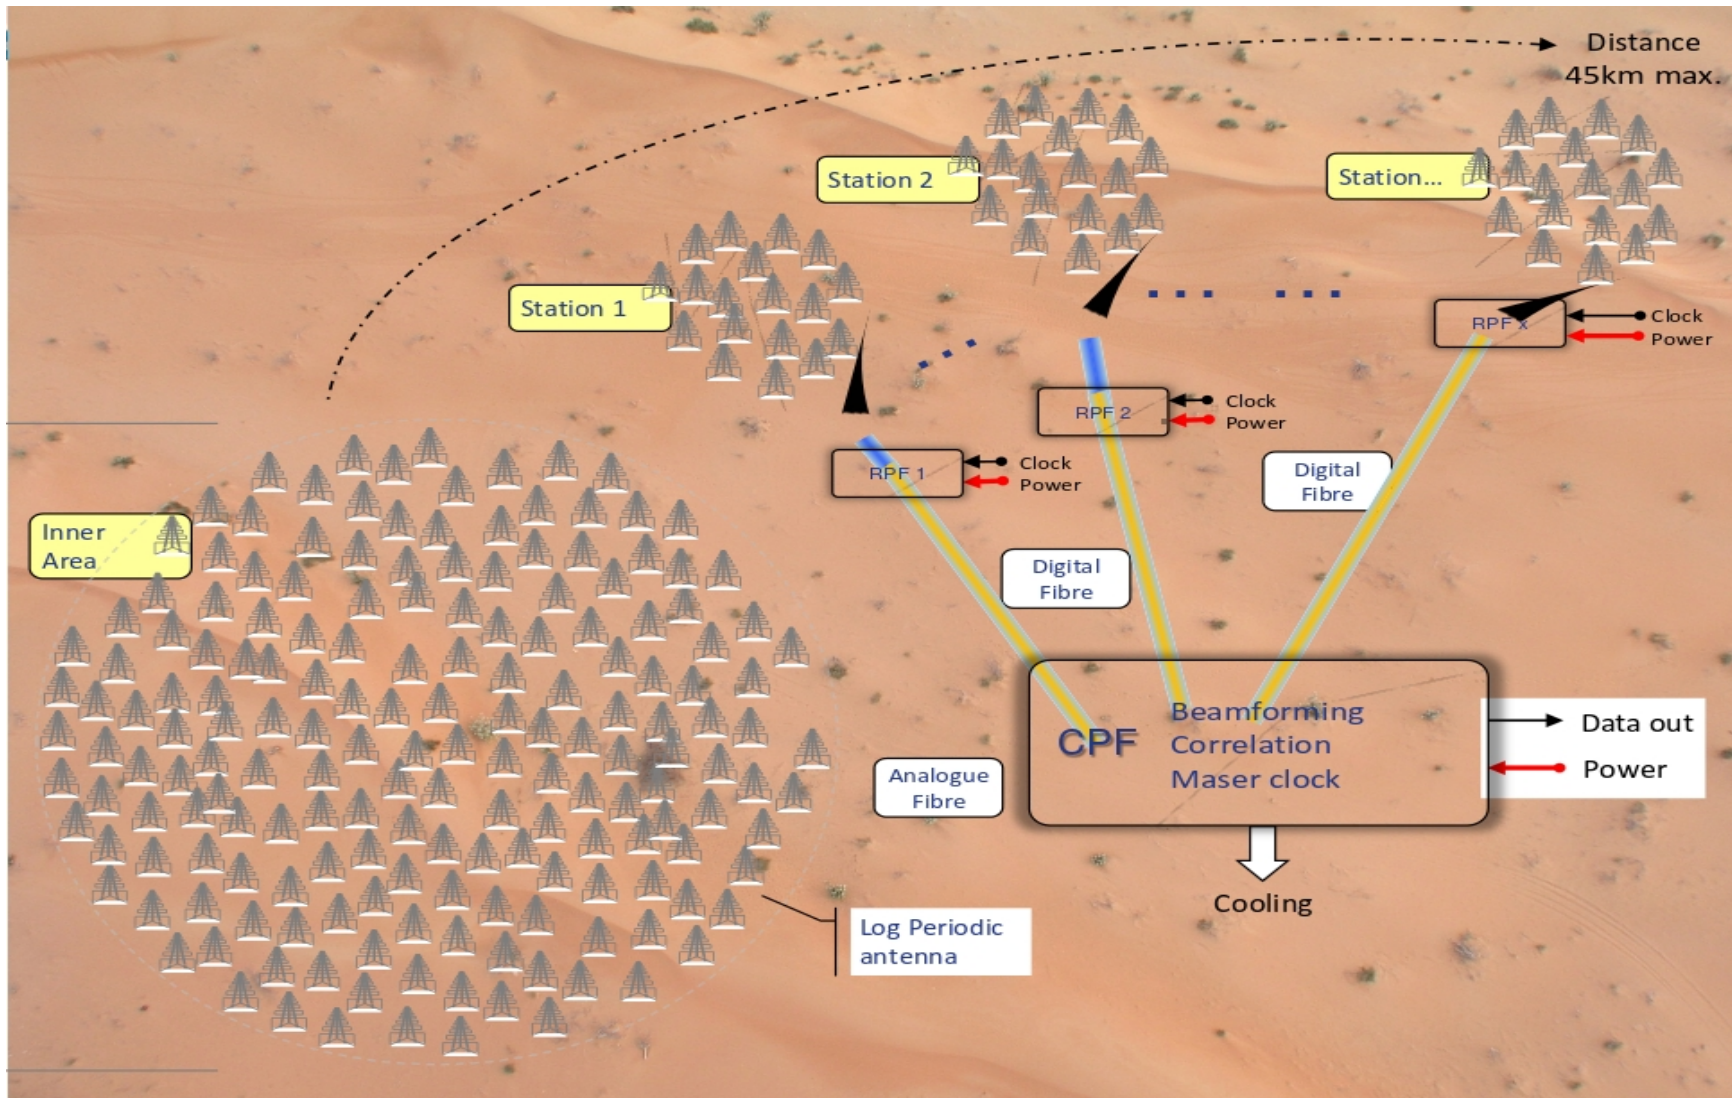 Distance
45km max.
Station 2
Station...
Station 1
RPF x
Clock
Power
RPF 2
Clock
Power
RPF 1
Clock
Power
Digital
Fibre
Inner
Area
Digital
Fibre
CPF
Beamforming
Correlation
Maser clock
Data out
Power
Analogue
Fibre
Cooling
Log Periodic
antenna